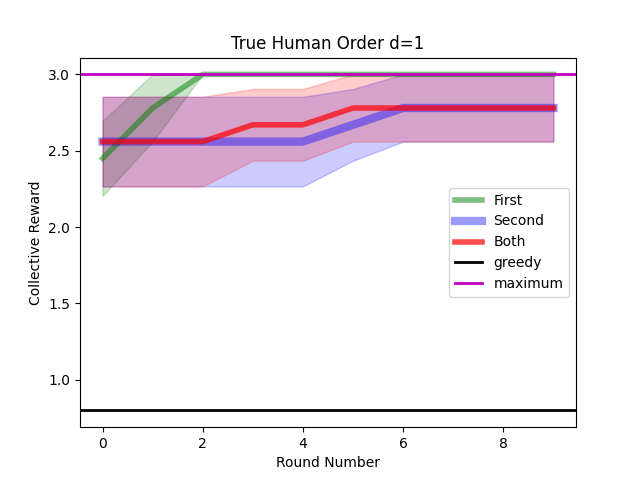 True Human Order d=1
Collective Reward
3.0
2.5
2.0
1.5
1.0
First
Second
Both
greedy
maximum
0 2 4 6 8
Round Number